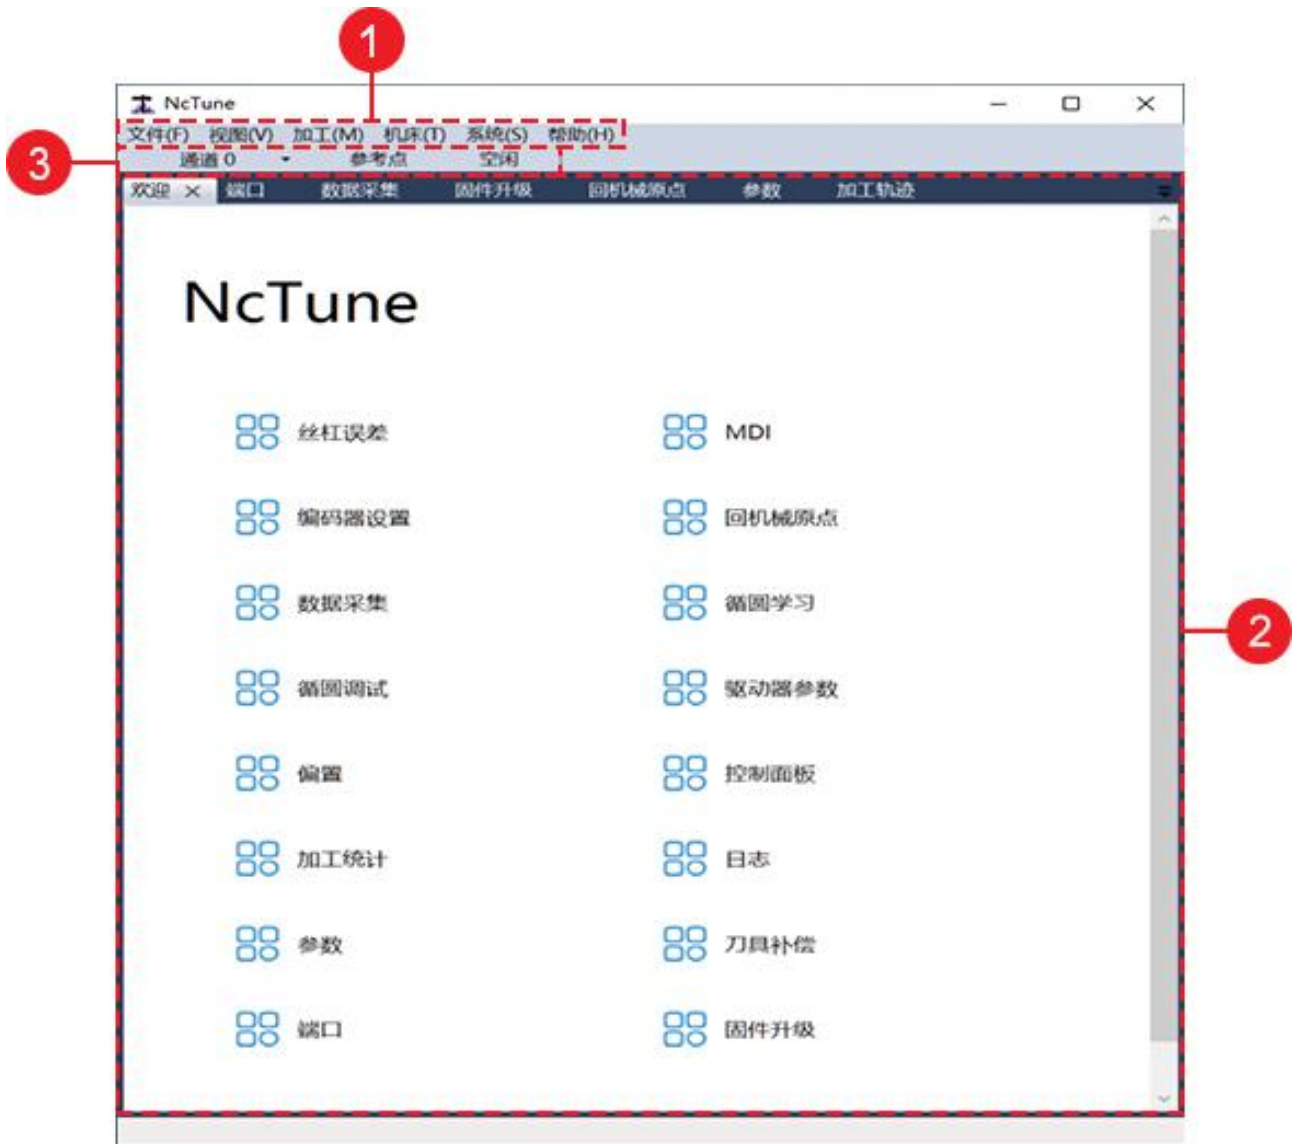 1
NcTune
文件(F) 视图(V) 加工(M) 机床(T) 系统(S) 帮助(H)
3
通道 0 参考点 空闲
欢迎 端口 数据采集 固件升级 回机械原点 参数 加工轨迹
NcTune
丝杠误差 MDI
编码器设置 回机械原点
数据采集 循圆学习
2
循圆调试 驱动器参数
偏置 控制面板
加工统计 日志
参数 刀具补偿
端口 固件升级